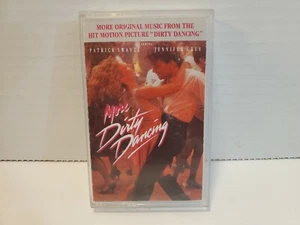 MORE ORIGINAL MUSIC FROM THE
HIT MOTION PICTURE "DIRTY DANCING"
PATRICK SWAYZE JENNIFER GREY
More
Dirty
Dancing